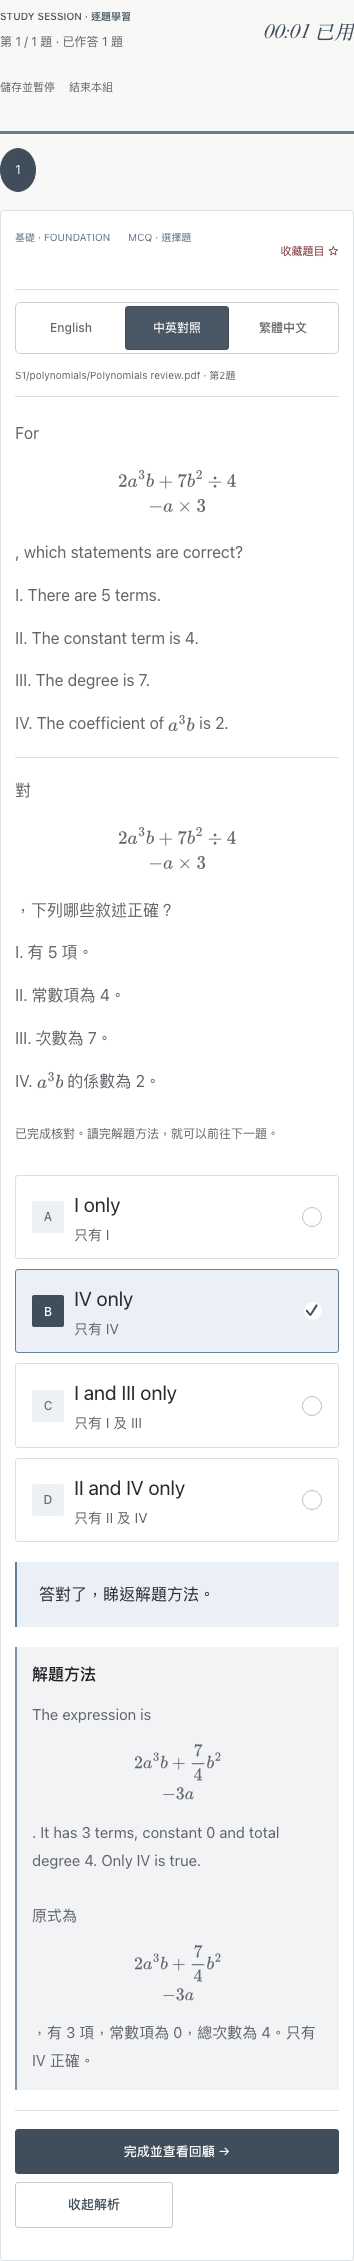 STUDY SESSION · 逐題學習
第 1 / 1 題 · 已作答 1 題
00:01 已用
儲存並暫停 結束本組
1
基礎 · FOUNDATION MCQ · 選擇題
收藏題目 ☆
English 中英對照 繁體中文
S1/polynomials/Polynomials review.pdf · 第2題
For
2a³b + 7b² ÷ 4
−a × 3
, which statements are correct?
I. There are 5 terms.
II. The constant term is 4.
III. The degree is 7.
IV. The coefficient of a³b is 2.
對
2a³b + 7b² ÷ 4
−a × 3
，下列哪些敘述正確？
I. 有 5 項。
II. 常數項為 4。
III. 次數為 7。
IV. a³b 的係數為 2。
已完成核對。讀完解題方法，就可以前往下一題。
A I only
只有 I
B IV only
只有 IV
C I and III only
只有 I 及 III
D II and IV only
只有 II 及 IV
答對了，睇返解題方法。
解題方法
The expression is
2a³b + 7/4 b²
−3a
. It has 3 terms, constant 0 and total
degree 4. Only IV is true.
原式為
2a³b + 7/4 b²
−3a
，有 3 項，常數項為 0，總次數為 4。只有
IV 正確。
完成並查看回顧 →
收起解析